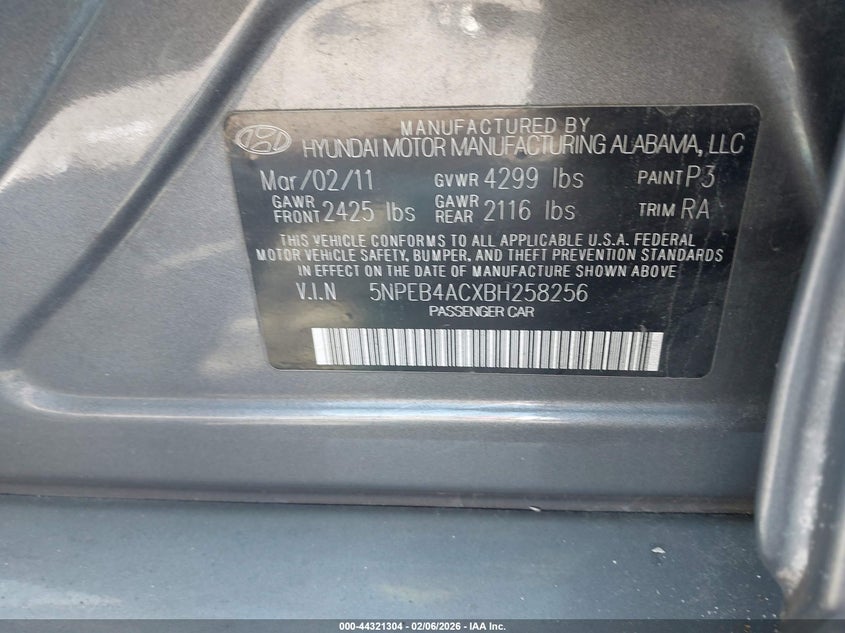 MANUFACTURED BY
HYUNDAI MOTOR MANUFACTURING ALABAMA, LLC
Mar/02/11 GVWR 4299 lbs PAINT P3
GAWR FRONT 2425 lbs GAWR REAR 2116 lbs TRIM RA
THIS VEHICLE CONFORMS TO ALL APPLICABLE U.S.A. FEDERAL
MOTOR VEHICLE SAFETY, BUMPER, AND THEFT PREVENTION STANDARDS
IN EFFECT ON THE DATE OF MANUFACTURE SHOWN ABOVE
V.I.N 5NPEB4ACXBH258256
PASSENGER CAR
000-44321304 - 02/06/2026 - IAA Inc.